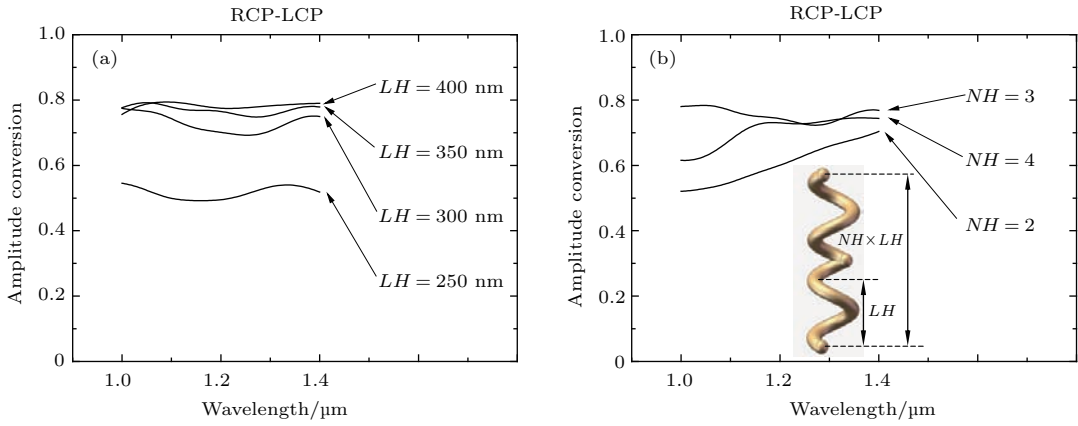 RCP-LCP
(a)
Amplitude conversion
1.0
0.8
0.6
0.4
0.2
0
LH = 400 nm
LH = 350 nm
LH = 300 nm
LH = 250 nm
1.0
1.2
1.4
Wavelength/µm
RCP-LCP
(b)
Amplitude conversion
1.0
0.8
0.6
0.4
0.2
0
NH = 3
NH = 4
NH = 2
NH×LH
LH
1.0
1.2
1.4
Wavelength/µm